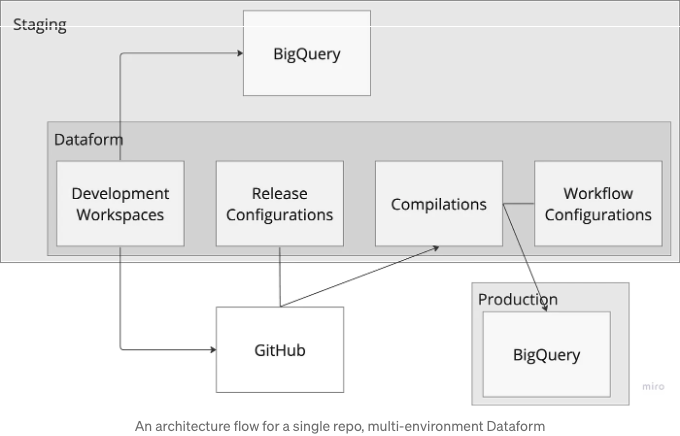 Staging
BigQuery
Dataform
Development
Workspaces
Release
Configurations
Compilations
Workflow
Configurations
GitHub
Production
BigQuery
miro
An architecture flow for a single repo, multi-environment Dataform